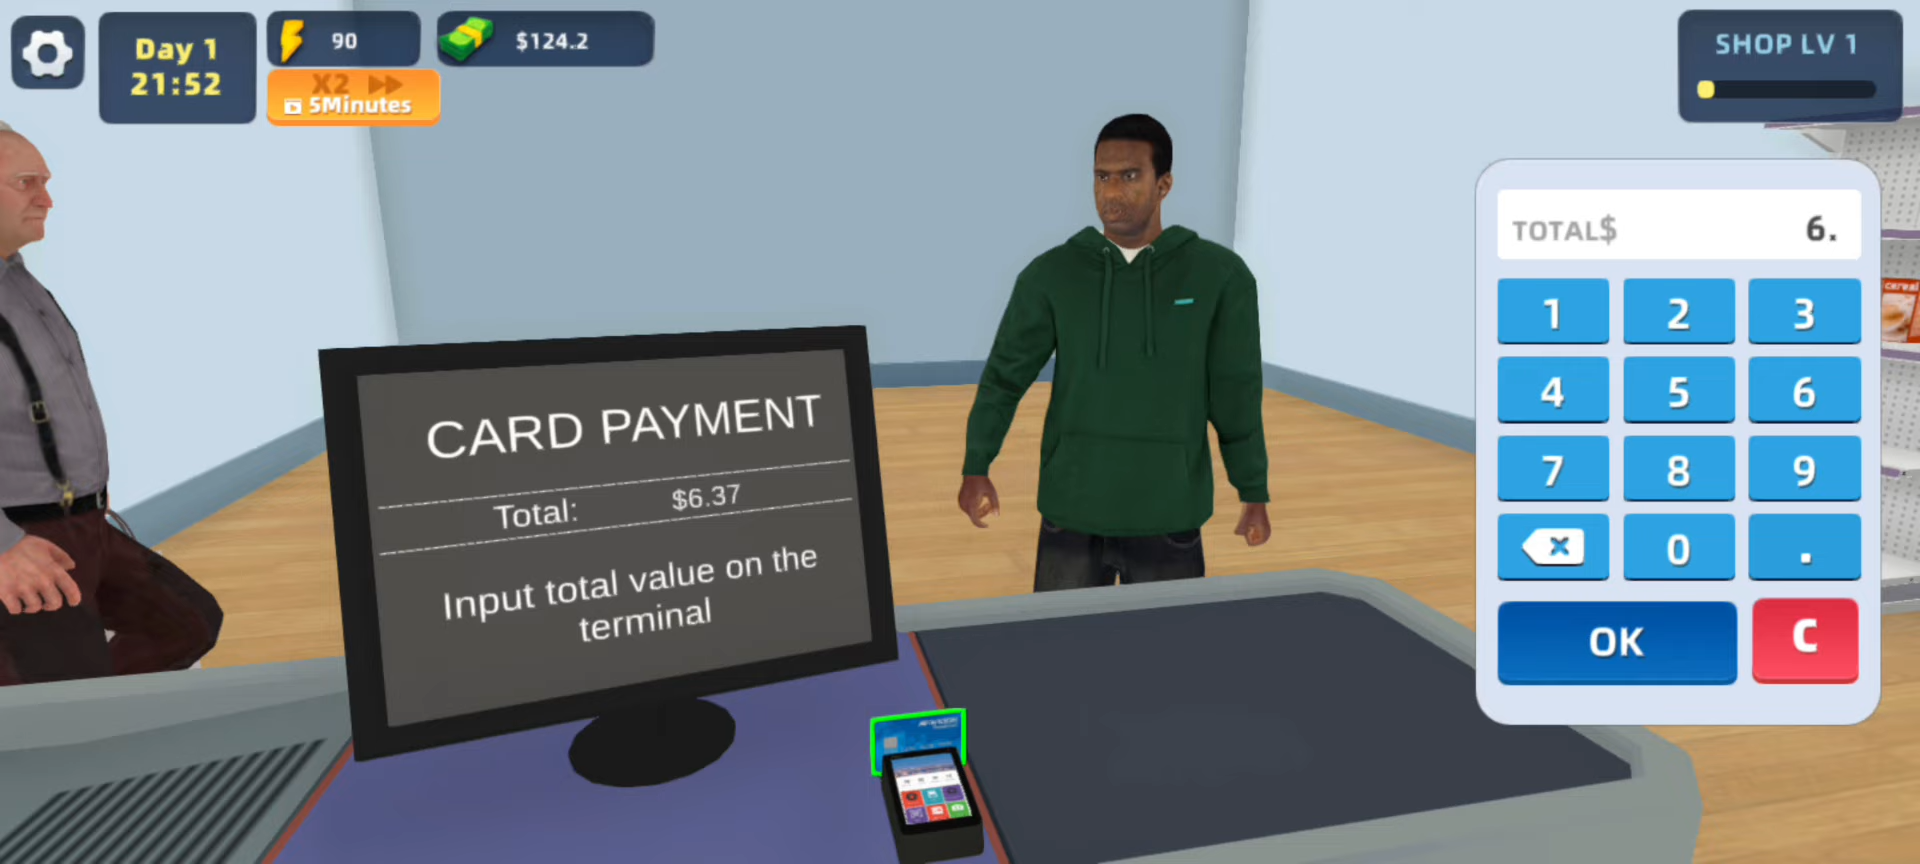 Day 1
21:52
90
$124.2
X2
5Minutes
SHOP LV 1
TOTAL$ 6.
1 2 3
4 5 6
7 8 9
0 .
OK C
CARD PAYMENT
Total: $6.37
Input total value on the
terminal
cereal